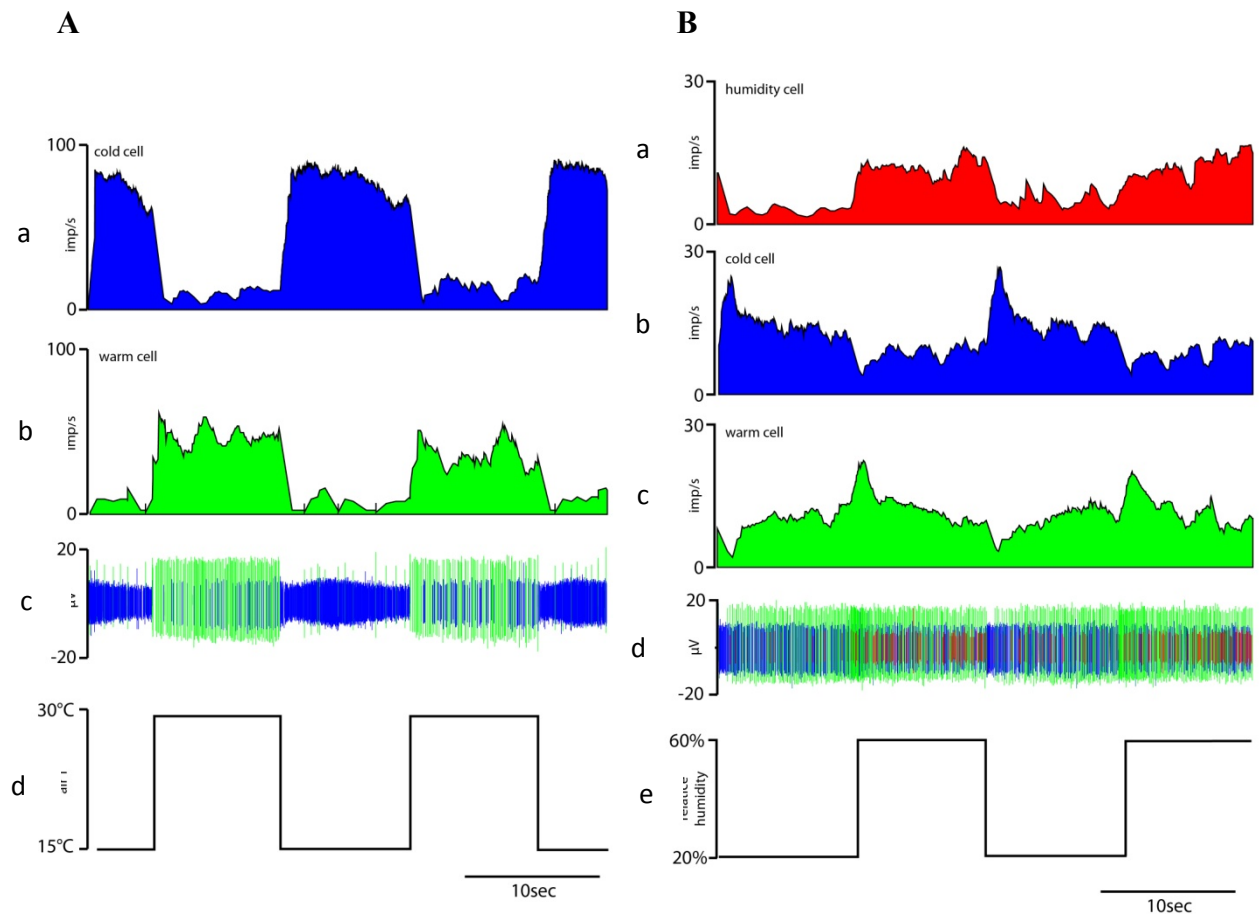 A
100
cold cell
a
imp/s
0
100
warm cell
b
imp/s
0
20
c
µV
-20
30°C
d
15°C
10sec
B
30
humidity cell
a
imp/s
0
30
cold cell
b
imp/s
0
30
warm cell
c
imp/s
0
20
d
µV
-20
60%
e
humidity
20%
10sec